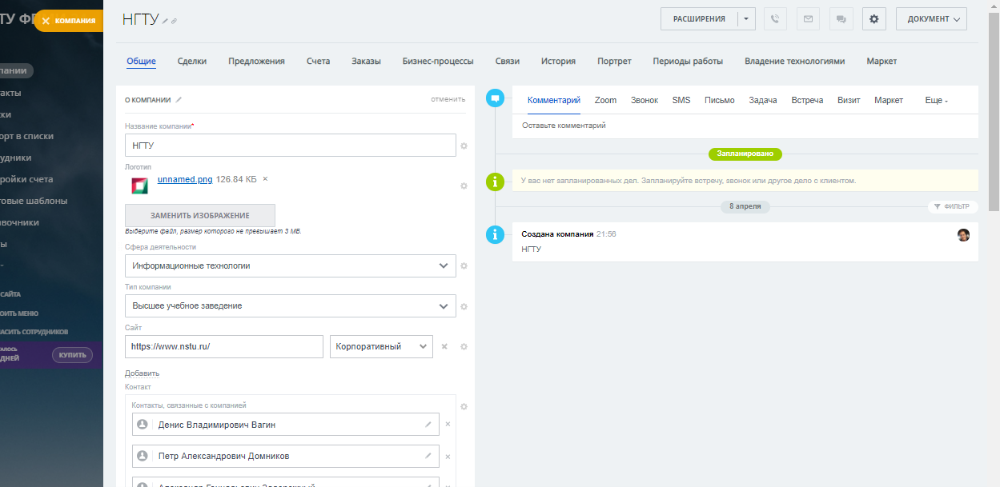 КОМПАНИЯ
НГТУ
РАСШИРЕНИЯ
ДОКУМЕНТ
Общие Сделки Предложения Счета Заказы Бизнес-процессы Связи История Портрет Периоды работы Владение технологиями Маркет
О КОМПАНИИ
отменить
Название компании*
НГТУ
Логотип
unnamed.png 126.84 КБ ×
ЗАМЕНИТЬ ИЗОБРАЖЕНИЕ
Выберите файл, размер которого не превышает 3 МБ.
Сфера деятельности
Информационные технологии
Тип компании
Высшее учебное заведение
Сайт
https://www.nstu.ru/
Корпоративный
Добавить
Контакт
Контакты, связанные с компанией
Денис Владимирович Вагин
Петр Александрович Домников
Комментарий Zoom Звонок SMS Письмо Задача Встреча Визит Маркет Еще
Оставьте комментарий
Запланировано
У вас нет запланированных дел. Запланируйте встречу, звонок или другое дело с клиентом.
8 апреля
ФИЛЬТР
Создана компания 21:56
НГТУ
ТУ Ф
пании
такты
ски
орт в списки
рудники
ройки счета
товые шаблоны
авочники
ы
САЙТА
ОИТЬ МЕНЮ
АСИТЬ СОТРУДНИКОВ
АЛОСЬ
ДНЕЙ
КУПИТЬ